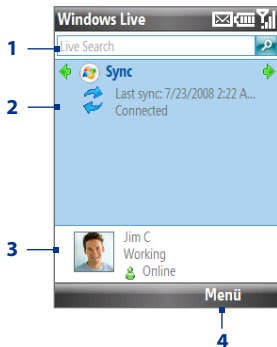 Windows Live
1
Live Search
Sync
2
Last sync: 7/23/2008 2:22 A...
Connected
Jim C
3
Working
Online
Menü
4